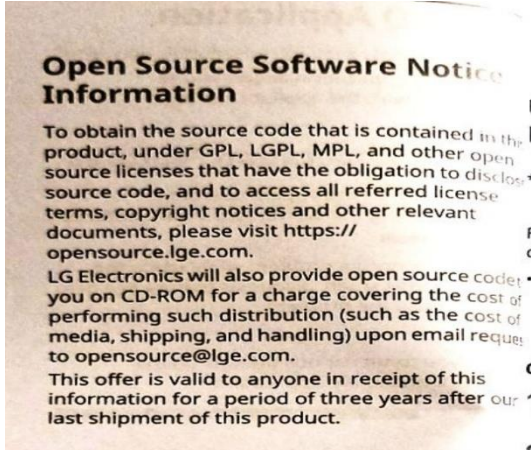 Open Source Software Notice
Information
To obtain the source code that is contained in the
product, under GPL, LGPL, MPL, and other open
source licenses that have the obligation to disclos
source code, and to access all referred license
terms, copyright notices and other relevant
documents, please visit https://
opensource.lge.com.
LG Electronics will also provide open source code
you on CD-ROM for a charge covering the cost of
performing such distribution (such as the cost of
media, shipping, and handling) upon email reques
to opensource@lge.com.
This offer is valid to anyone in receipt of this
information for a period of three years after our
last shipment of this product.